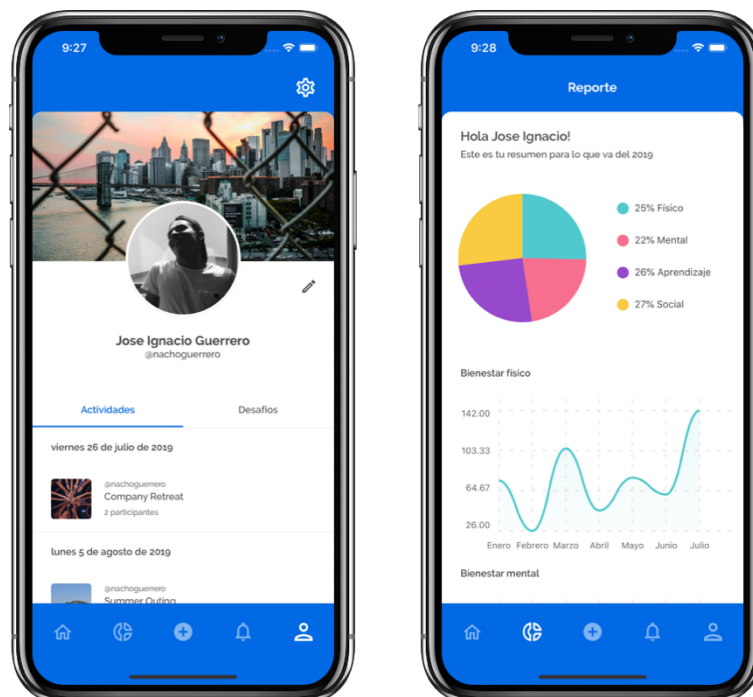 9:27
Jose Ignacio Guerrero
@nachoguerrero
Actividades
Desafios
viernes 26 de julio de 2019
@nachoguerrero
Company Retreat
2 participantes
lunes 5 de agosto de 2019
@nachoguerrero
Summer Outing
9:28
Reporte
Hola Jose Ignacio!
Este es tu resumen para lo que va del 2019
25% Físico
22% Mental
26% Aprendizaje
27% Social
Bienestar físico
142.00
103.33
64.67
26.00
Enero Febrero Marzo Abril Mayo Junio Julio
Bienestar mental